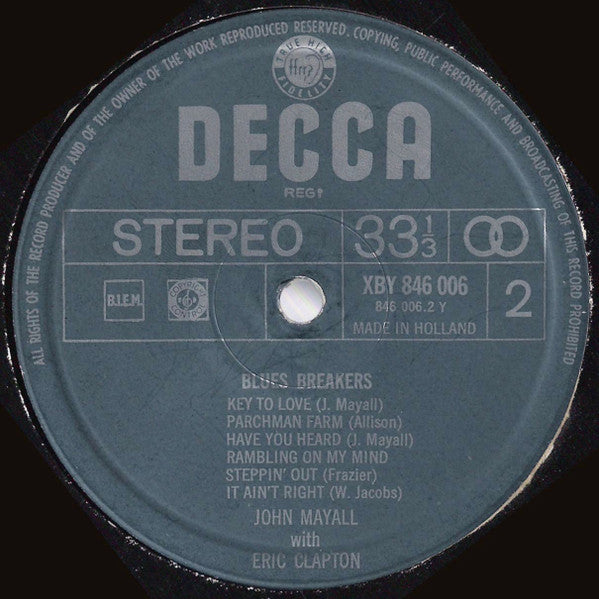 ALL RIGHTS OF THE RECORD PRODUCER AND OF THE OWNER OF THE WORK REPRODUCED RESERVED. COPYING, PUBLIC PERFORMANCE AND BROADCASTING OF THIS RECORD PROHIBITED
TRUE HIGH
ffrr
FIDELITY
DECCA
REGD
STEREO
33 1/3
B.I.E.M.
XBY 846 006
846 006.2 Y
MADE IN HOLLAND
2
BLUES BREAKERS
KEY TO LOVE (J. Mayall)
PARCHMAN FARM (Allison)
HAVE YOU HEARD (J. Mayall)
RAMBLING ON MY MIND
STEPPIN' OUT (Frazier)
IT AIN'T RIGHT (W. Jacobs)
JOHN MAYALL
with
ERIC CLAPTON